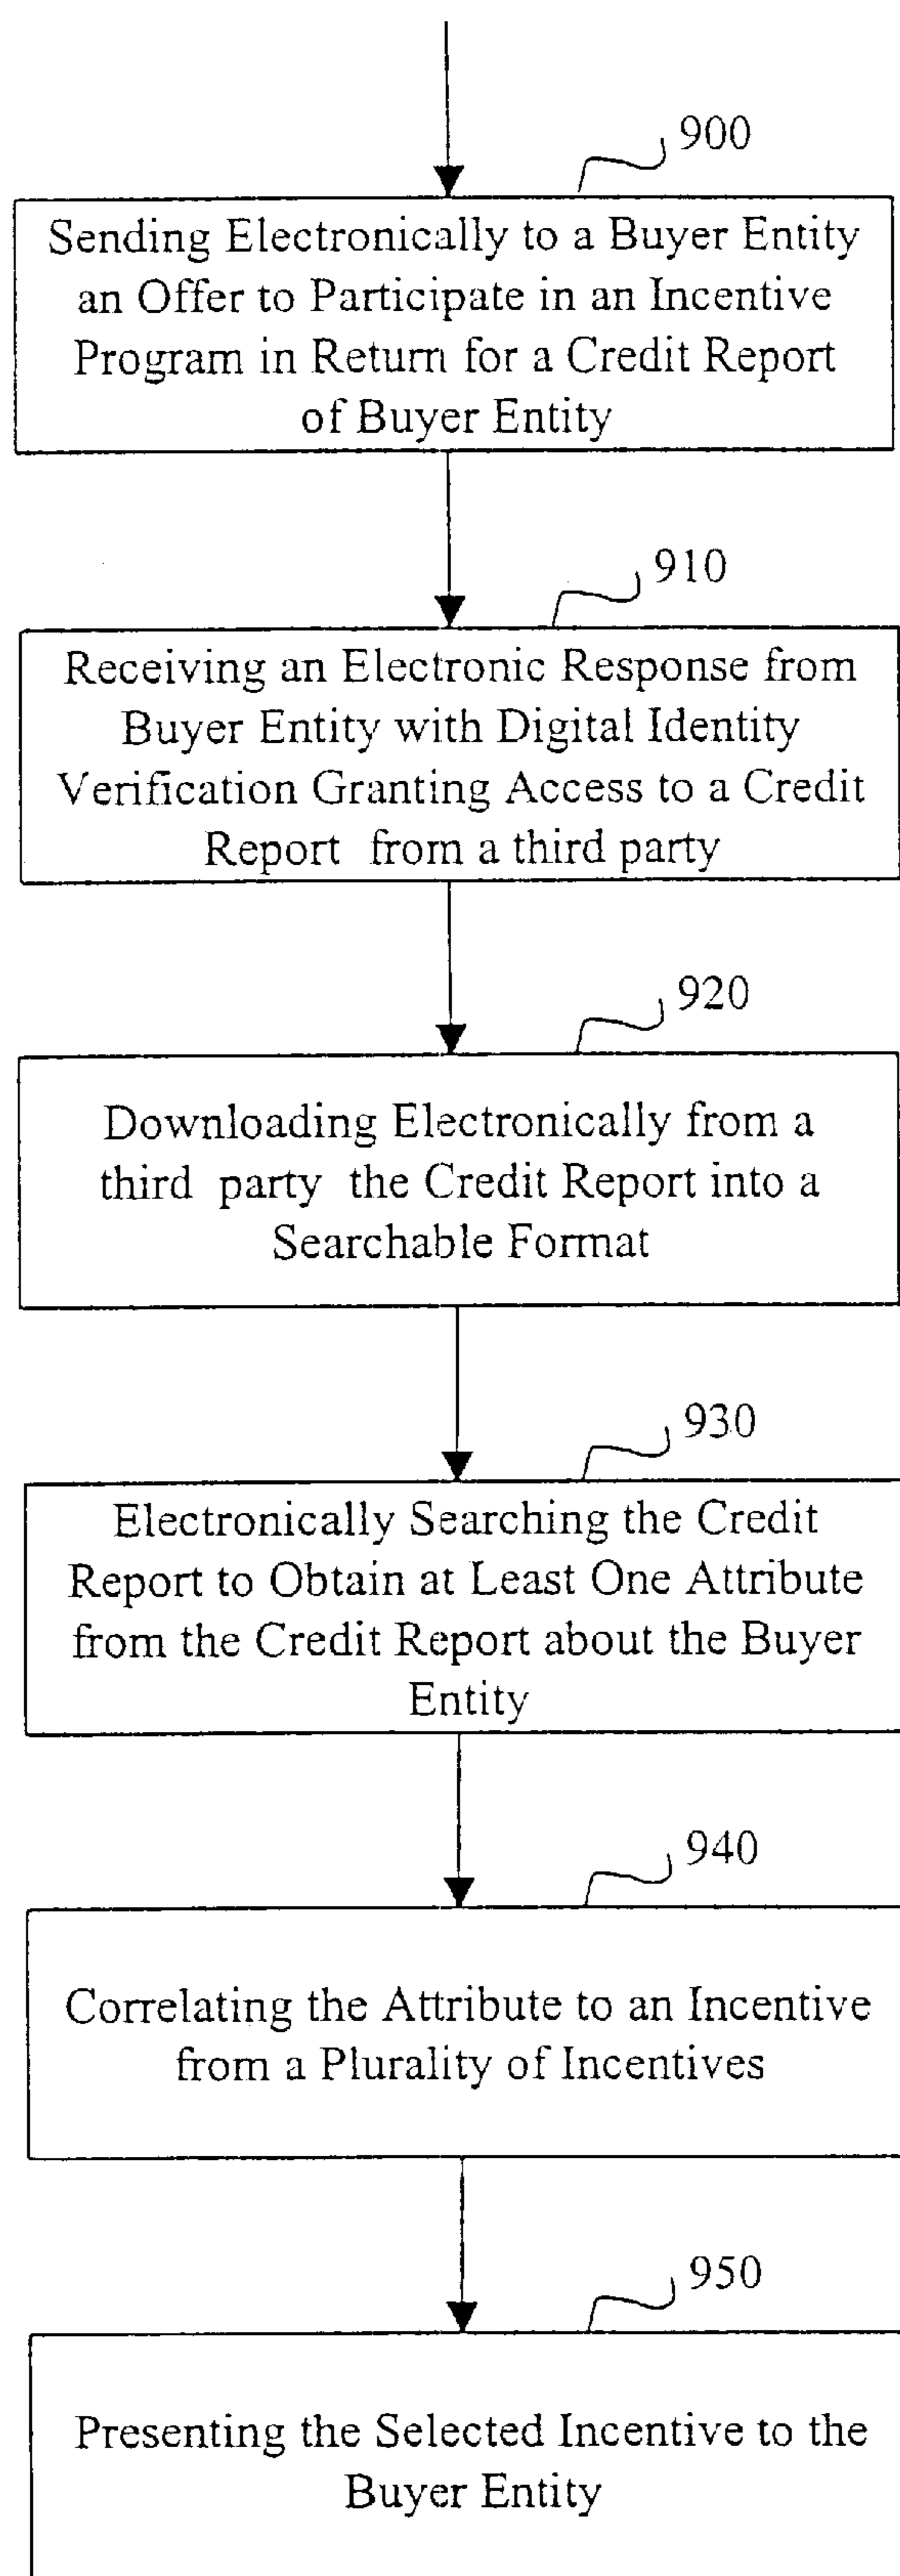 900
Sending Electronically to a Buyer Entity
an Offer to Participate in an Incentive
Program in Return for a Credit Report
of Buyer Entity
910
Receiving an Electronic Response from
Buyer Entity with Digital Identity
Verification Granting Access to a Credit
Report from a third party
920
Downloading Electronically from a
third party the Credit Report into a
Searchable Format
930
Electronically Searching the Credit
Report to Obtain at Least One Attribute
from the Credit Report about the Buyer
Entity
940
Correlating the Attribute to an Incentive
from a Plurality of Incentives
950
Presenting the Selected Incentive to the
Buyer Entity